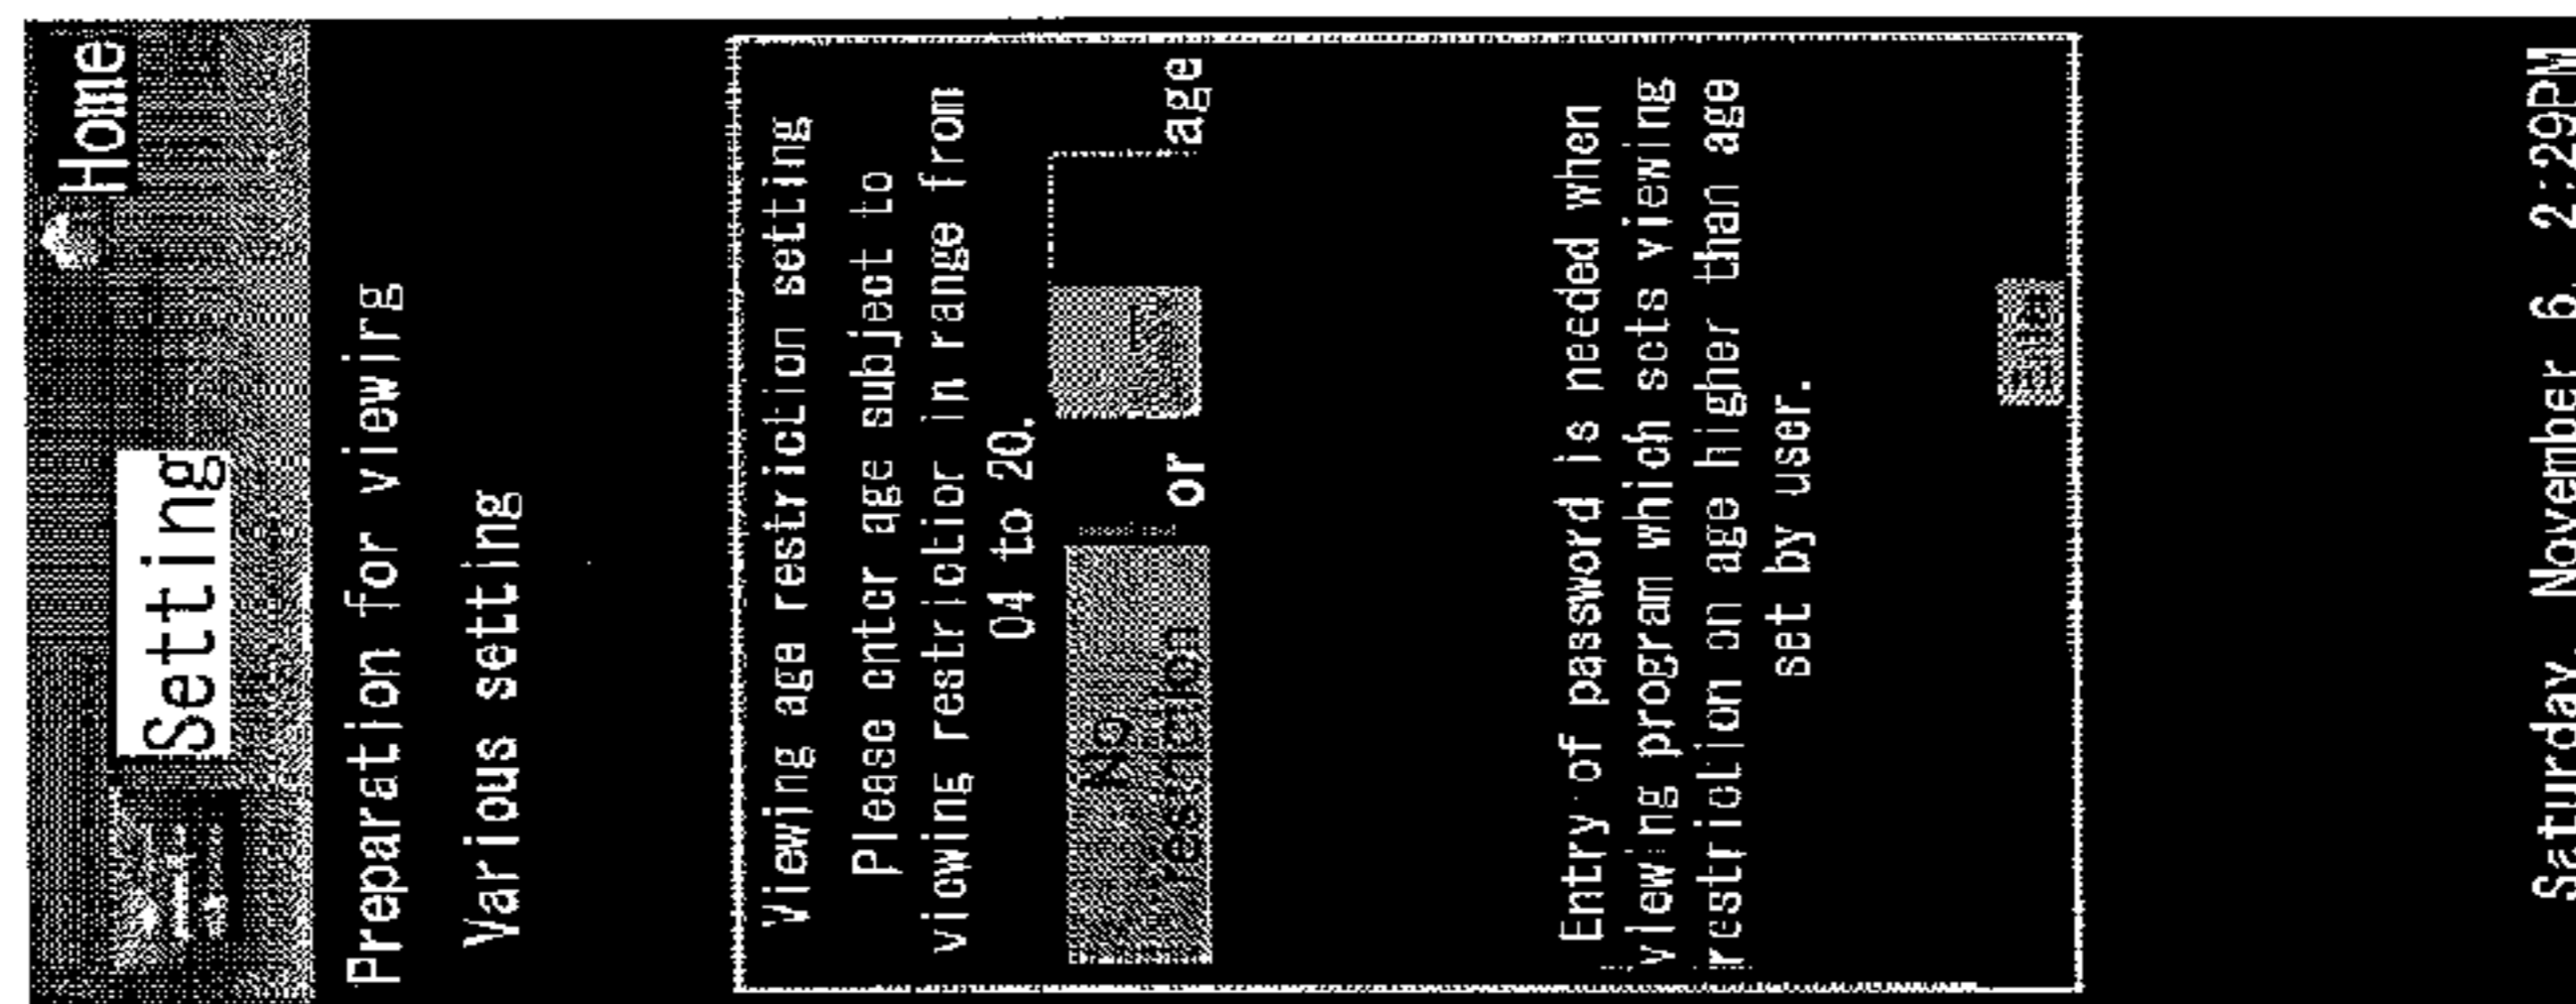 Setting
Home
Preparation for viewirg
Various setting
Viewing age restriction setting
Please enter age subject to
viewing restrictior in range from
04 to 20.
No
restriction
or
age
Entry of password is needed when
viewing program which sets viewing
restriction on age higher than age
set by user.
Saturday, November 6, 2:29PM